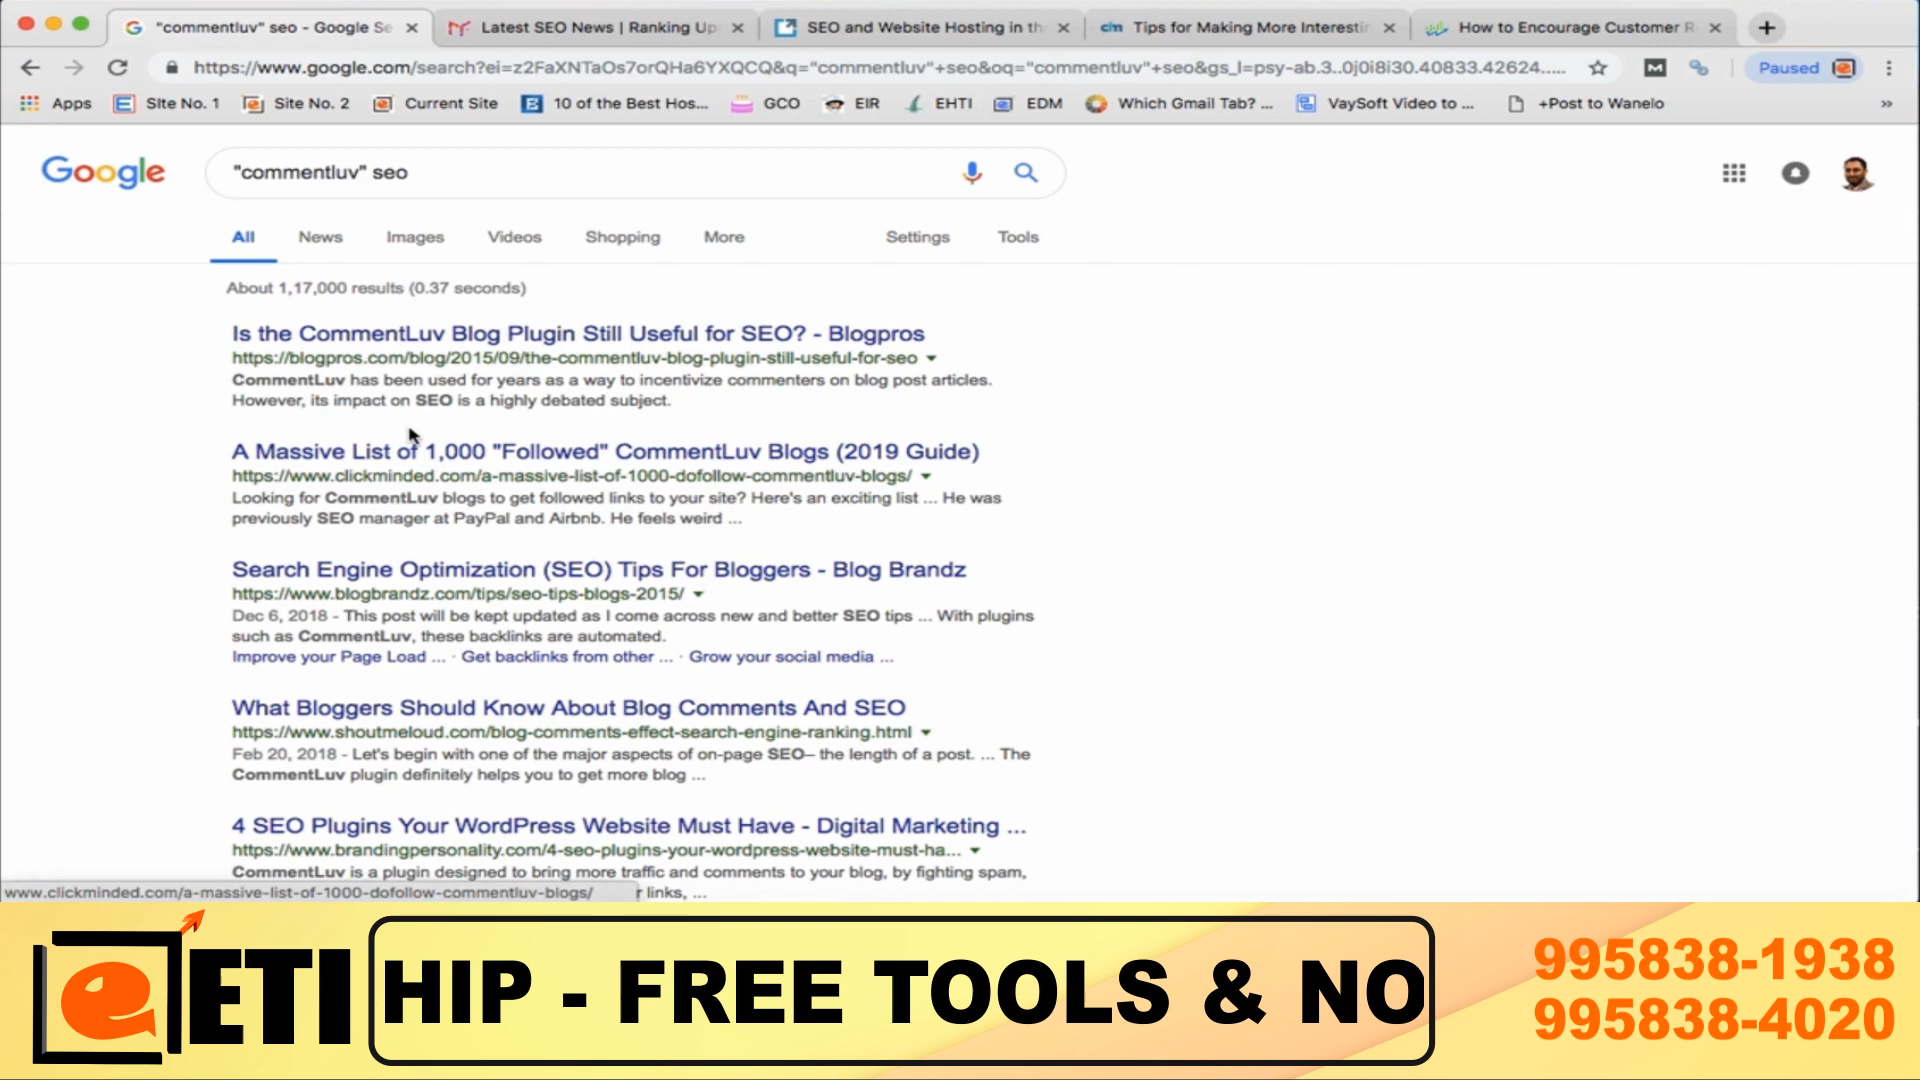 "commentluv" seo - Google Se
Latest SEO News | Ranking Up
SEO and Website Hosting in th
cm Tips for Making More Interestin
How to Encourage Customer R
https://www.google.com/search?ei=z2FaXNTaOs7orQHa6YXQCQ&q="commentluv"+seo&oq="commentluv"+seo&gs_l=psy-ab.3..0j0i8i30.40833.42624.....
Paused
Apps
SIte No. 1
Site No. 2
Current Site
10 of the Best Hos...
GCO
EIR
EHTI
EDM
Which Gmail Tab? ...
VaySoft Video to ...
+Post to Wanelo
»
Google
"commentluv" seo
All News Images Videos Shopping More Settings Tools
About 1,17,000 results (0.37 seconds)
Is the CommentLuv Blog Plugin Still Useful for SEO? - Blogpros
https://blogpros.com/blog/2015/09/the-commentluv-blog-plugin-still-useful-for-seo
CommentLuv has been used for years as a way to incentivize commenters on blog post articles.
However, its impact on SEO is a highly debated subject.
A Massive List of 1,000 "Followed" CommentLuv Blogs (2019 Guide)
https://www.clickminded.com/a-massive-list-of-1000-dofollow-commentluv-blogs/
Looking for CommentLuv blogs to get followed links to your site? Here's an exciting list ... He was
previously SEO manager at PayPal and Airbnb. He feels weird ...
Search Engine Optimization (SEO) Tips For Bloggers - Blog Brandz
https://www.blogbrandz.com/tips/seo-tips-blogs-2015/
Dec 6, 2018 - This post will be kept updated as I come across new and better SEO tips ... With plugins
such as CommentLuv, these backlinks are automated.
Improve your Page Load ... · Get backlinks from other ... · Grow your social media ...
What Bloggers Should Know About Blog Comments And SEO
https://www.shoutmeloud.com/blog-comments-effect-search-engine-ranking.html
Feb 20, 2018 - Let's begin with one of the major aspects of on-page SEO– the length of a post. ... The
CommentLuv plugin definitely helps you to get more blog ...
4 SEO Plugins Your WordPress Website Must Have - Digital Marketing ...
https://www.brandingpersonality.com/4-seo-plugins-your-wordpress-website-must-ha...
CommentLuv is a plugin designed to bring more traffic and comments to your blog, by fighting spam,
www.clickminded.com/a-massive-list-of-1000-dofollow-commentluv-blogs/
r links, ...
eETI
HIP - FREE TOOLS & NO
995838-1938
995838-4020